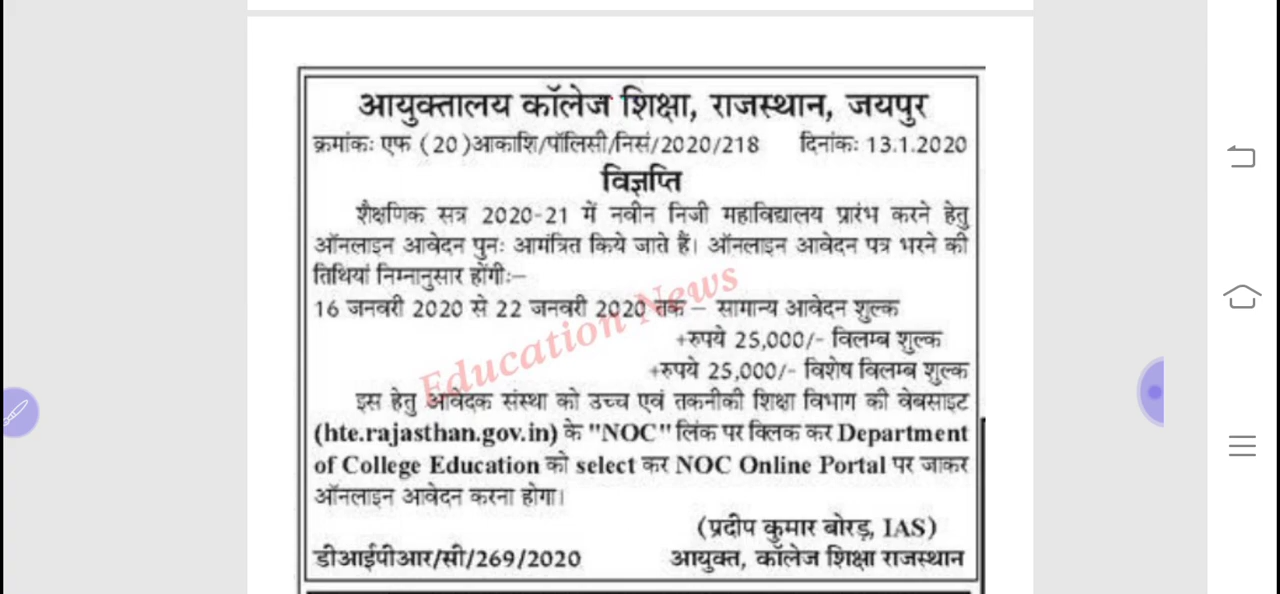 आयुक्तालय कॉलेज शिक्षा, राजस्थान, जयपुर
क्रमांकः एफ (20)आकाशि/पॉलिसी/निसं/2020/218 दिनांकः 13.1.2020
विज्ञप्ति
शैक्षणिक सत्र 2020-21 में नवीन निजी महाविद्यालय प्रारंभ करने हेतु
ऑनलाइन आवेदन पुनः आमंत्रित किये जाते हैं। ऑनलाइन आवेदन पत्र भरने की
तिथियां निम्नानुसार होंगीः–
16 जनवरी 2020 से 22 जनवरी 2020 तक – सामान्य आवेदन शुल्क
+रुपये 25,000/- विलम्ब शुल्क
+रुपये 25,000/- विशेष विलम्ब शुल्क
इस हेतु आवेदक संस्था को उच्च एवं तकनीकी शिक्षा विभाग की वेबसाइट
(hte.rajasthan.gov.in) के "NOC" लिंक पर क्लिक कर Department
of College Education को select कर NOC Online Portal पर जाकर
ऑनलाइन आवेदन करना होगा।
(प्रदीप कुमार बोरड़, IAS)
डीआईपीआर/सी/269/2020 आयुक्त, कॉलेज शिक्षा राजस्थान
Education News